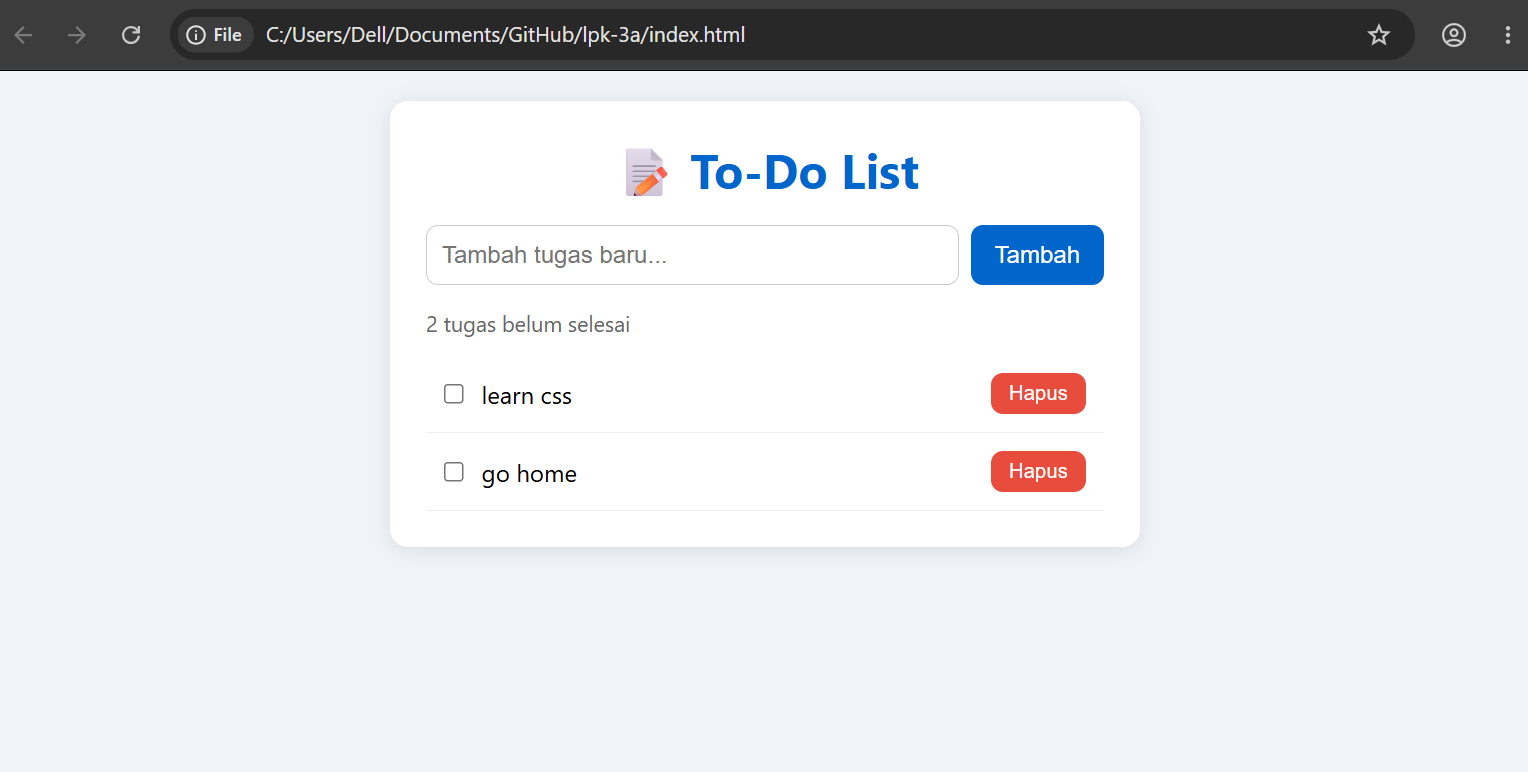 File C:/Users/Dell/Documents/GitHub/lpk-3a/index.html
To-Do List
Tambah tugas baru... Tambah
2 tugas belum selesai
learn css Hapus
go home Hapus